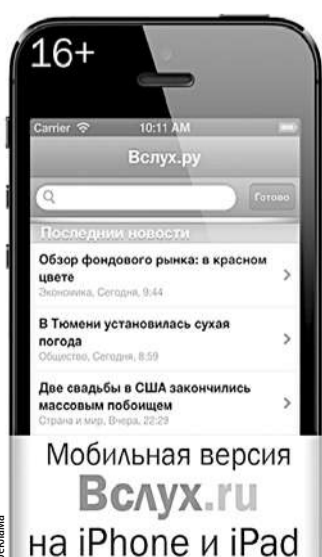 16+
Carrier 10:11 AM
Вслух.ру
Готово
Последнии новости
Обзор фондового рынка: в красном
цвете
Экономика, Сегодня, 9:44
В Тюмени установилась сухая
погода
Общество, Сегодня, 8:59
Две свадьбы в США закончились
массовым побоищем
Страна и мир, Вчера, 22:29
Мобильная версия
Вслух.ru
на iPhone и iPad
Реклама